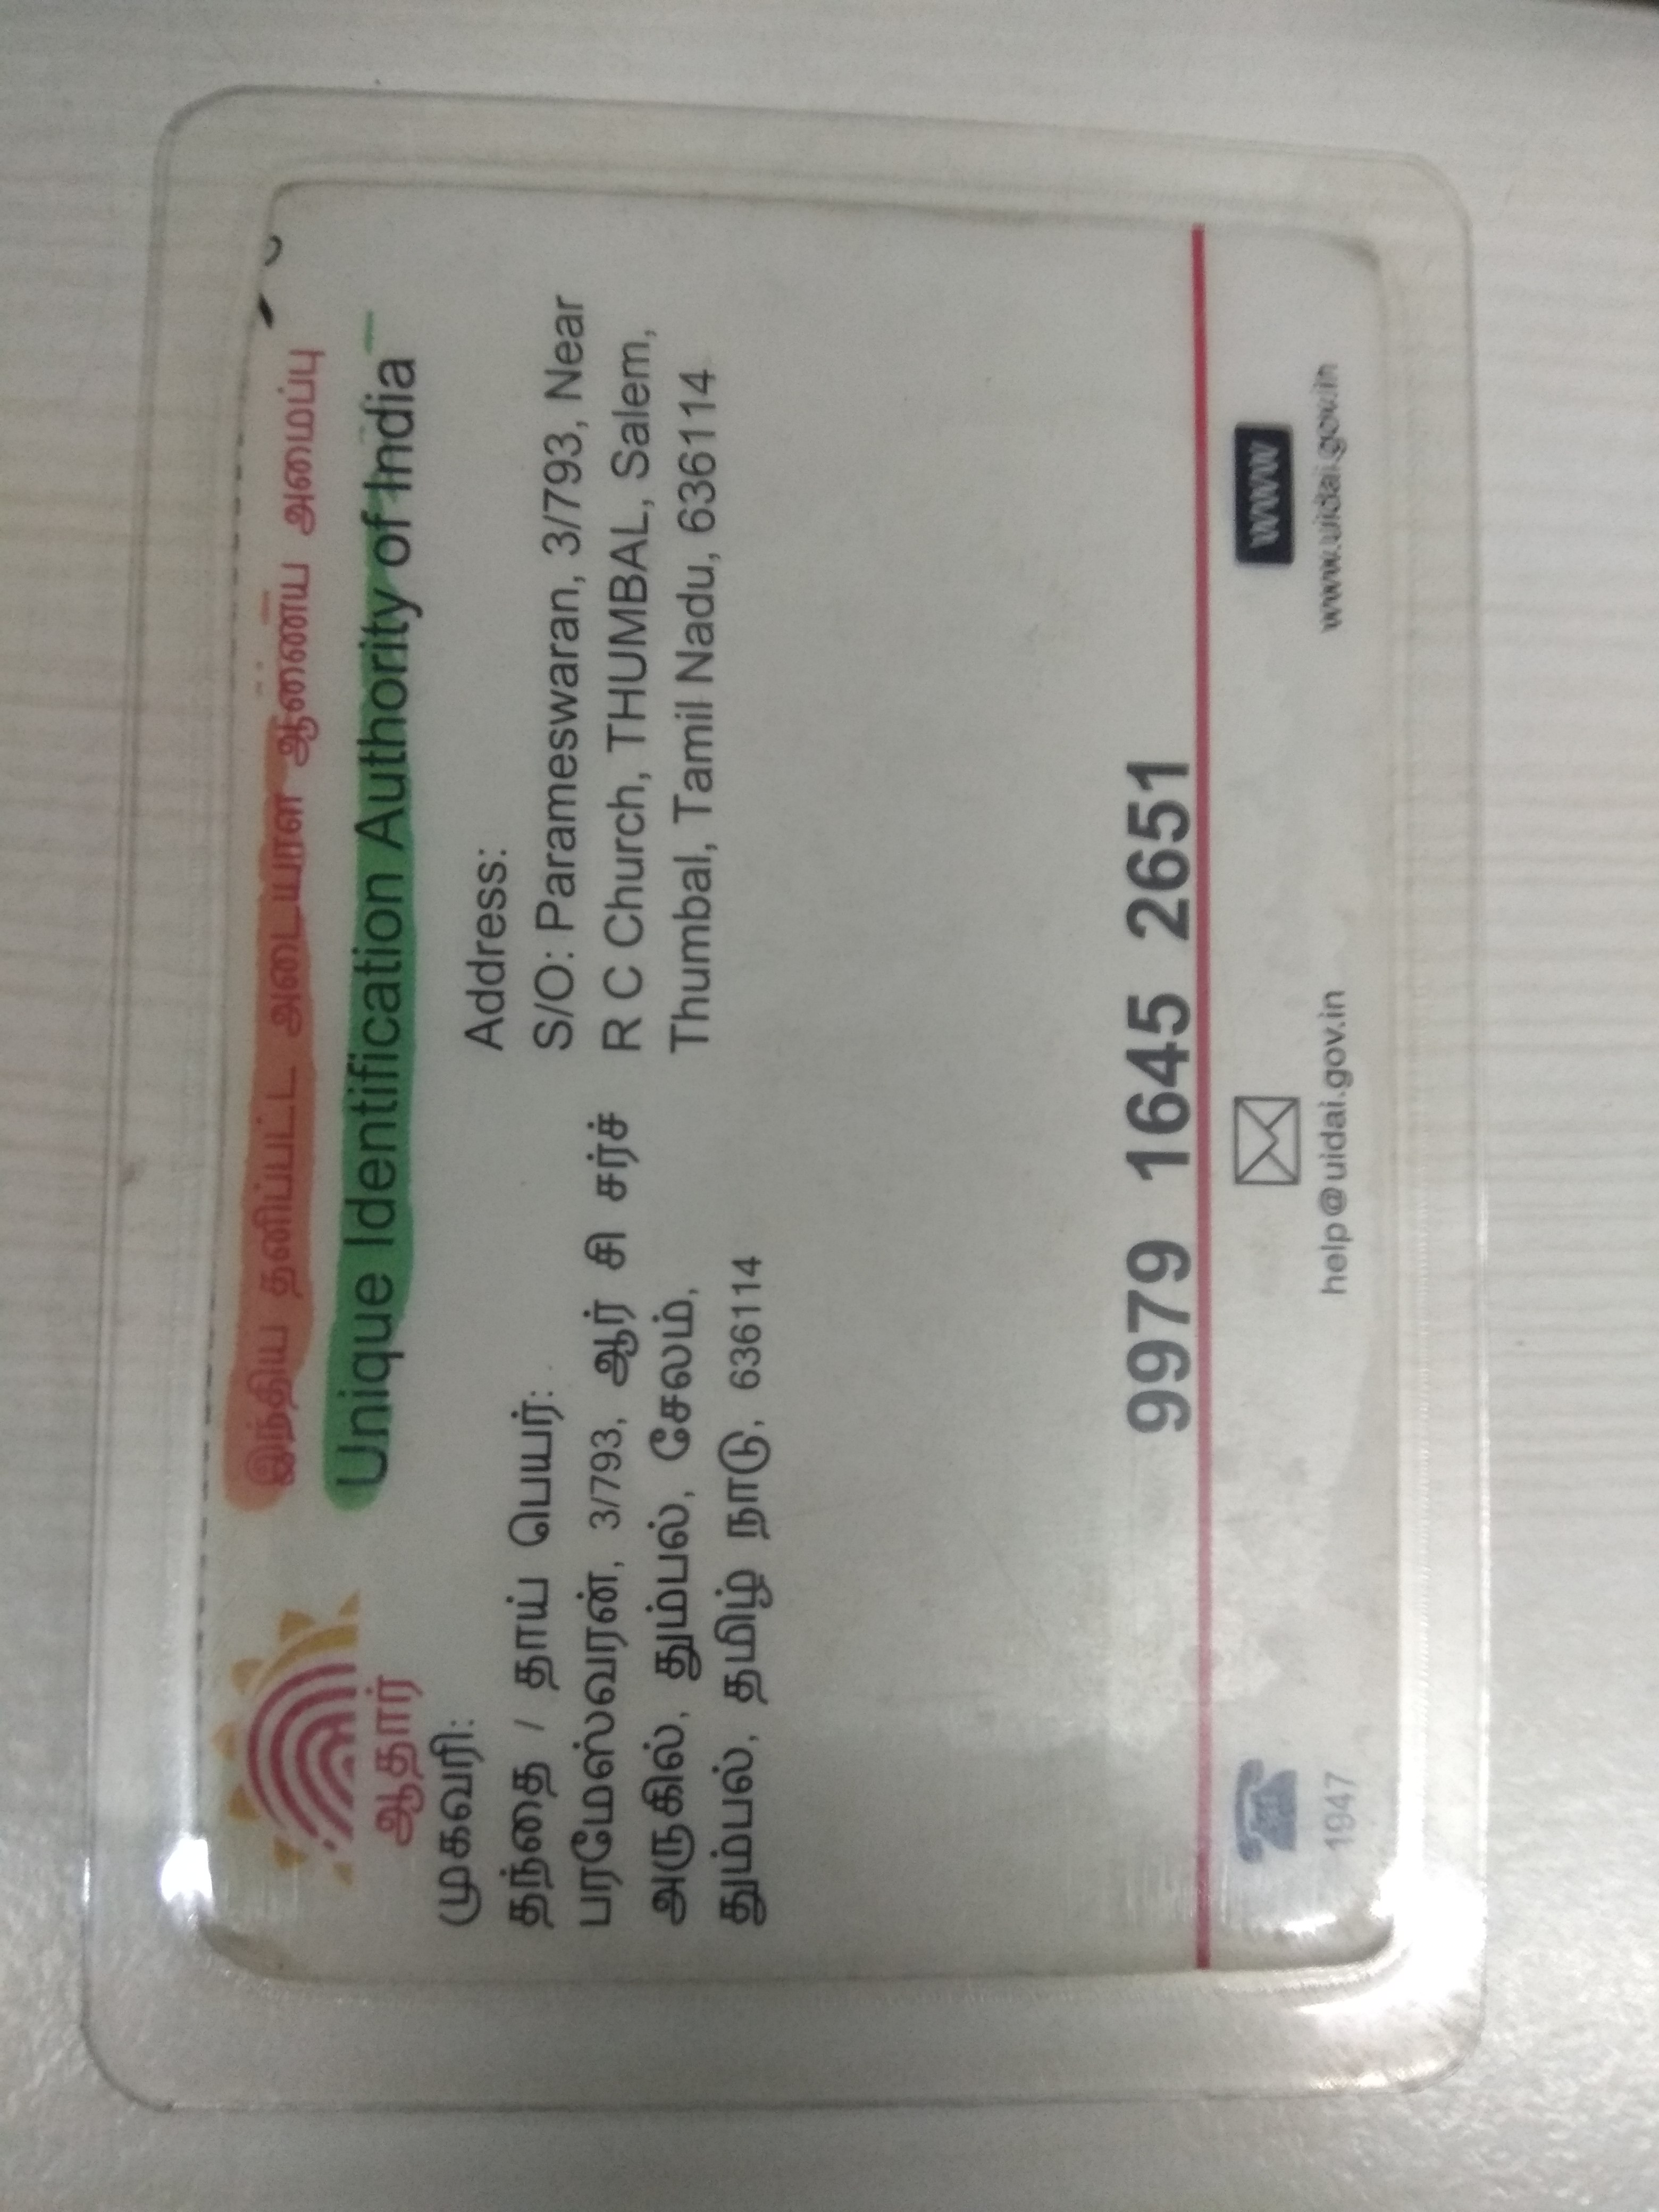 இந்திய தனிப்பட்ட அடையாள ஆணைய அமைப்பு
Unique Identification Authority of India
ஆதார்
முகவரி:
தந்தை / தாய் பெயர்:
பரமேஸ்வரன், 3/793, ஆர் சி சர்ச்
அருகில், தும்பல், சேலம்,
தும்பல், தமிழ் நாடு, 636114
Address:
S/O: Parameswaran, 3/793, Near
R C Church, THUMBAL, Salem,
Thumbal, Tamil Nadu, 636114
9979 1645 2651
1947
help@uidai.gov.in
www
www.uidai.gov.in